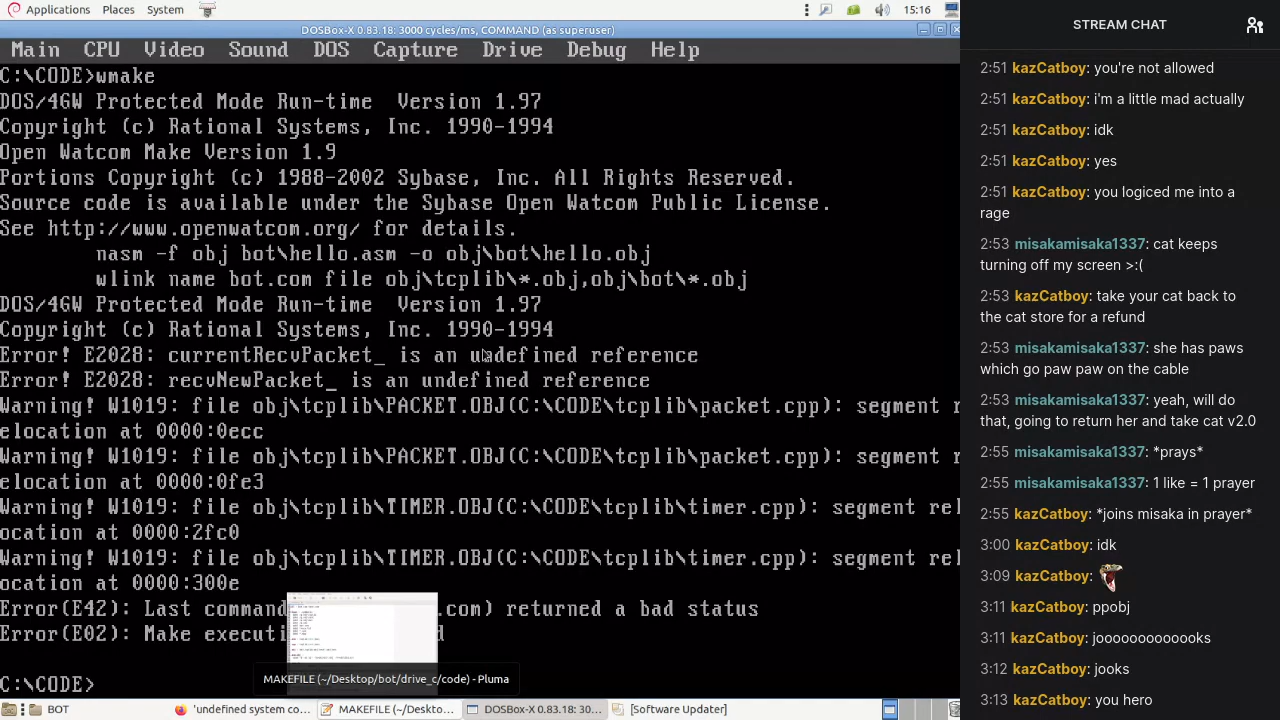 Applications Places System
15:16
DOSBox-X 0.83.18: 3000 cycles/ms, COMMAND (as superuser)
Main CPU Video Sound DOS Capture Drive Debug Help
C:\CODE>wmake
DOS/4GW Protected Mode Run-time Version 1.97
Copyright (c) Rational Systems, Inc. 1990-1994
Open Watcom Make Version 1.9
Portions Copyright (c) 1988-2002 Sybase, Inc. All Rights Reserved.
Source code is available under the Sybase Open Watcom Public License.
See http://www.openwatcom.org/ for details.
nasm -f obj bot\hello.asm -o obj\bot\hello.obj
wlink name bot.com file obj\tcplib\*.obj,obj\bot\*.obj
DOS/4GW Protected Mode Run-time Version 1.97
Copyright (c) Rational Systems, Inc. 1990-1994
Error! E2028: currentRecvPacket_ is an undefined reference
Error! E2028: recvNewPacket_ is an undefined reference
Warning! W1019: file obj\tcplib\PACKET.OBJ(C:\CODE\tcplib\packet.cpp): segment r
elocation at 0000:0ecc
Warning! W1019: file obj\tcplib\PACKET.OBJ(C:\CODE\tcplib\packet.cpp): segment r
elocation at 0000:0fe3
Warning! W1019: file obj\tcplib\TIMER.OBJ(C:\CODE\tcplib\timer.cpp): segment rel
ocation at 0000:2fc0
Warning! W1019: file obj\tcplib\TIMER.OBJ(C:\CODE\tcplib\timer.cpp): segment rel
ocation at 0000:300e
Last returned a bad status
Error(E02): Make
C:\CODE>
MAKEFILE (~/Desktop/bot/drive_c/code) - Pluma
BOT
'undefined system co...
MAKEFILE (~/Deskto...
DOSBox-X 0.83.18: 30...
[Software Updater]
STREAM CHAT
2:51 kazCatboy: you're not allowed
2:51 kazCatboy: i'm a little mad actually
2:51 kazCatboy: idk
2:51 kazCatboy: yes
2:51 kazCatboy: you logiced me into a
rage
2:53 misakamisaka1337: cat keeps
turning off my screen >:(
2:53 kazCatboy: take your cat back to
the cat store for a refund
2:53 misakamisaka1337: she has paws
which go paw paw on the cable
2:53 misakamisaka1337: yeah, will do
that, going to return her and take cat v2.0
2:55 misakamisaka1337: *prays*
2:55 misakamisaka1337: 1 like = 1 prayer
2:55 kazCatboy: *joins misaka in prayer*
3:00 kazCatboy: idk
3:09 kazCatboy:
3:11 kazCatboy: poobj
3:11 kazCatboy: pooooooooooks
3:12 kazCatboy: jooks
3:13 kazCatboy: you hero